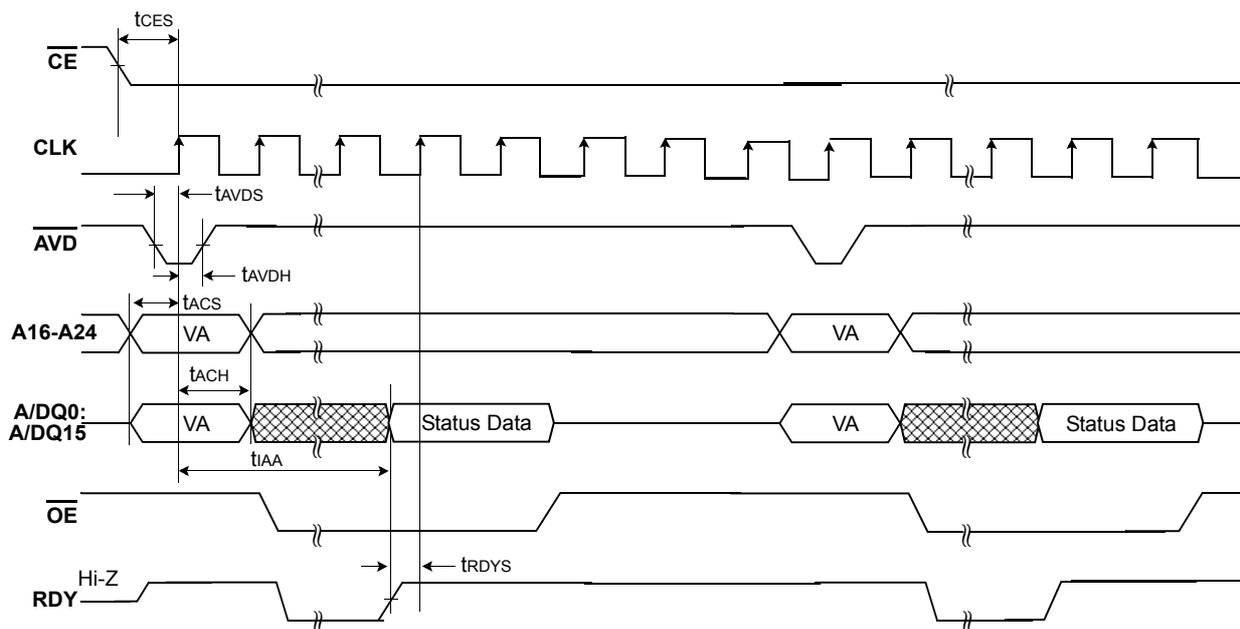 tCES
CE
CLK
tAVDS
AVD
tAVDH
tACS
A16-A24
VA
VA
tACH
A/DQ0:
A/DQ15
VA
Status Data
VA
Status Data
tIAA
OE
tRDYS
Hi-Z
RDY